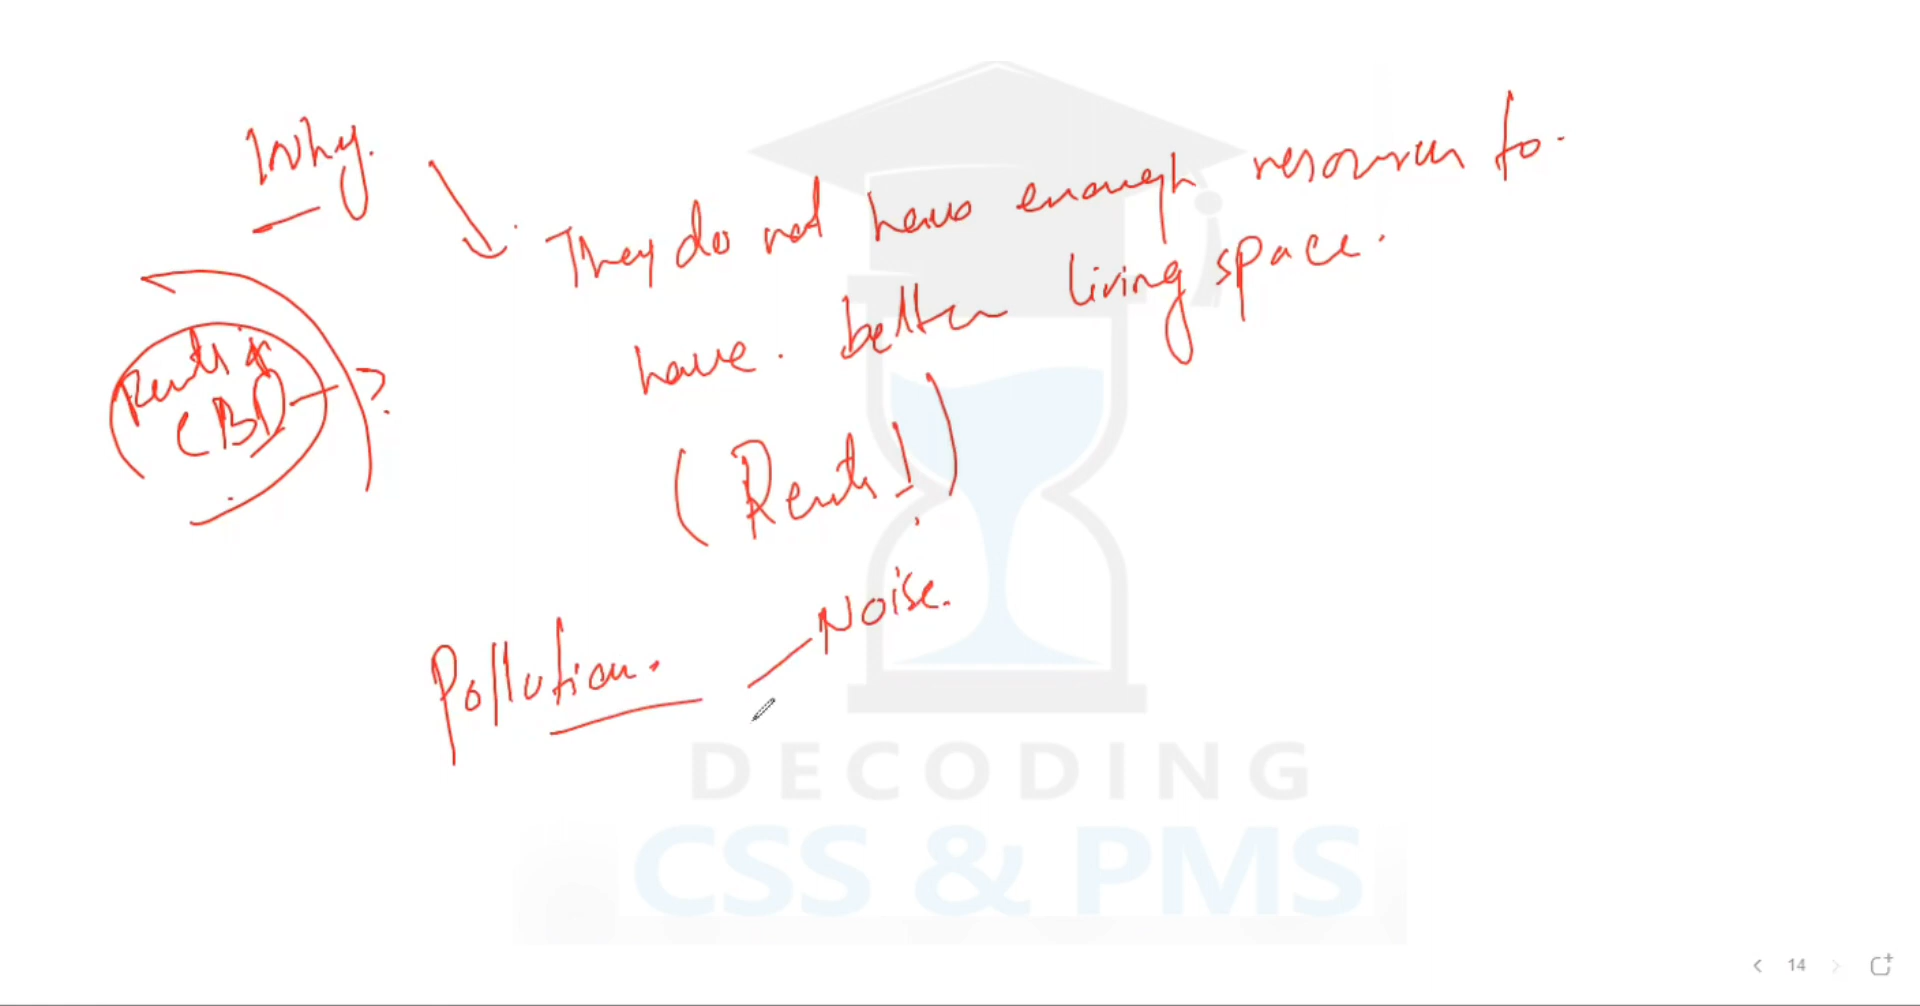 Why.
They do not have enough resources to.
have. better living space.
Rents of
CBD - ?
(Rents!)
Pollution.
Noise.
DECODING
CSS & PMS
14